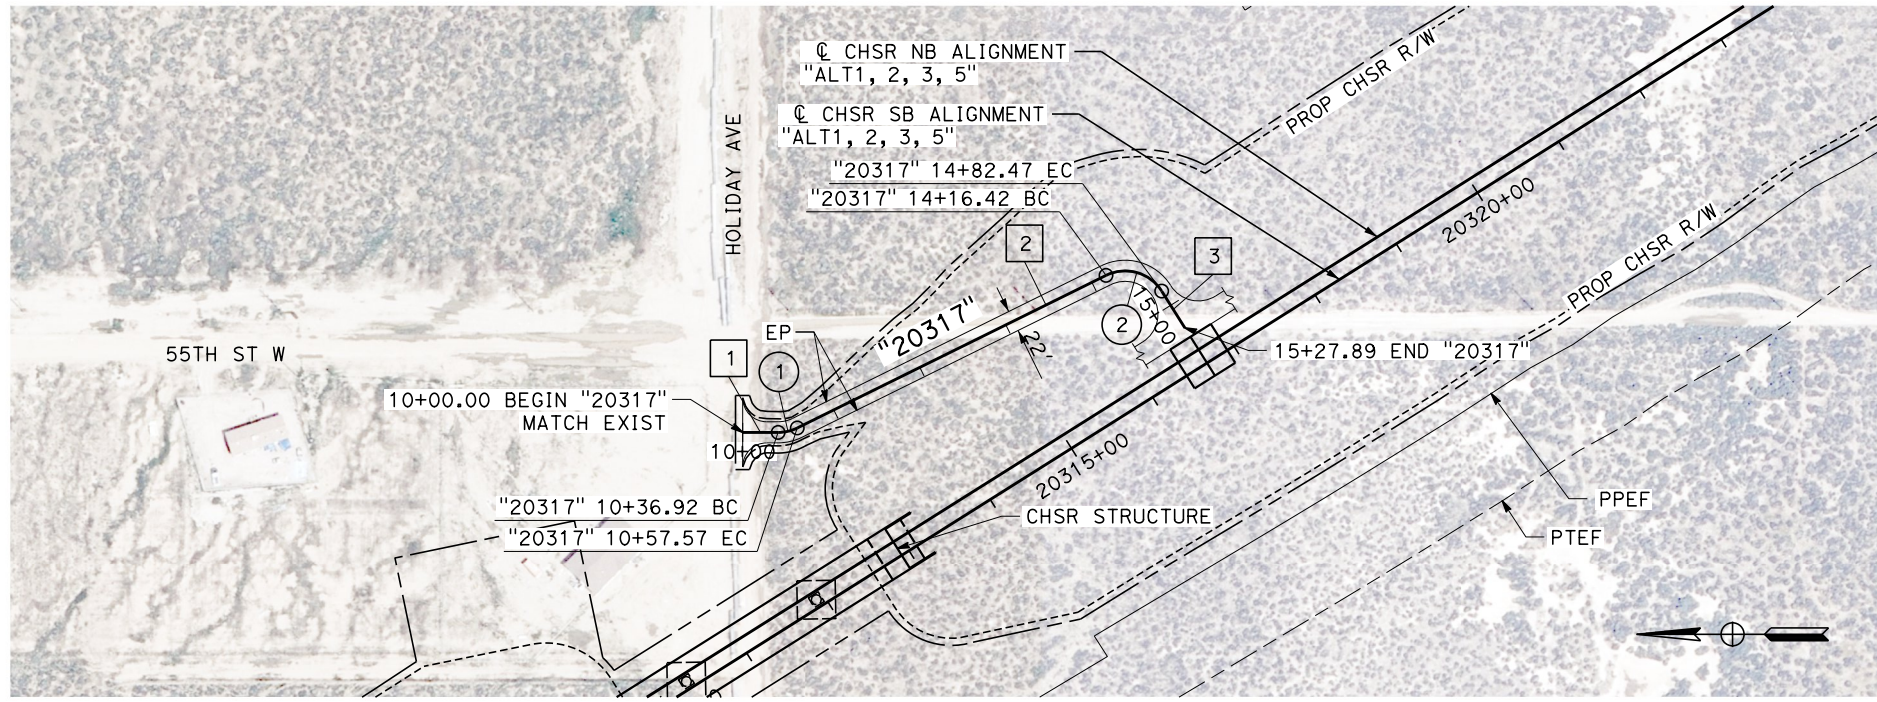 ℄ CHSR NB ALIGNMENT
"ALT1, 2, 3, 5"
℄ CHSR SB ALIGNMENT
"ALT1, 2, 3, 5"
"20317" 14+82.47 EC
"20317" 14+16.42 BC
HOLIDAY AVE
PROP CHSR R/W
20320+00
PROP CHSR R/W
2
3
"20317"
22'
2
15+00
15+27.89 END "20317"
55TH ST W
EP
1
1
10+00.00 BEGIN "20317"
MATCH EXIST
10+00
"20317" 10+36.92 BC
"20317" 10+57.57 EC
20315+00
CHSR STRUCTURE
PPEF
PTEF